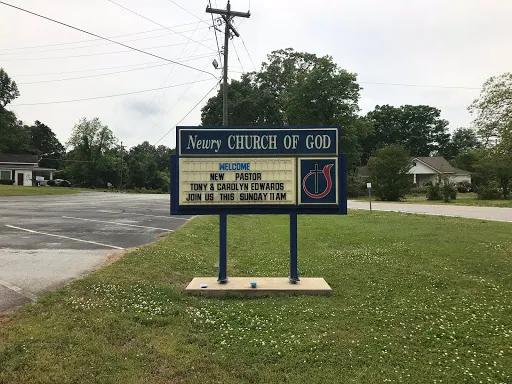 Newry CHURCH OF GOD
WELCOME
NEW PASTOR
TONY & CAROLYN EDWARDS
JOIN US THIS SUNDAY 11AM